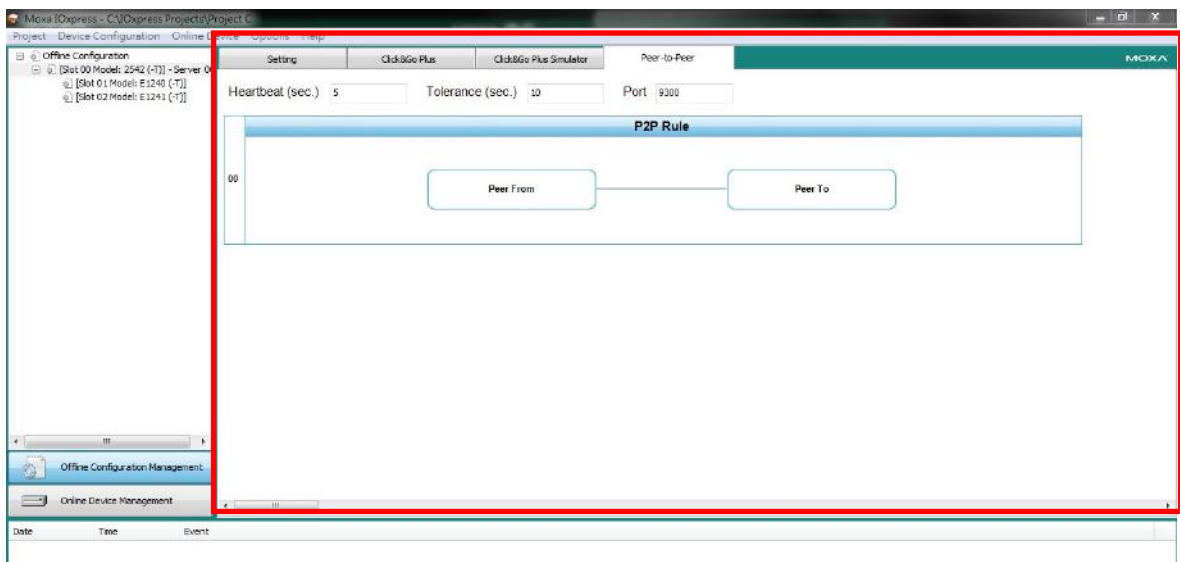 Moxa IOxpress - C:\IOxpress Projects\Project C
Project Device Configuration Online Device Options Help
Offline Configuration
[Slot 00 Model: 2542 (-T)] - Server 0
[Slot 01 Model: E1240 (-T)]
[Slot 02 Model: E1241 (-T)]
Setting Click&Go Plus Click&Go Plus Simulator Peer-to-Peer MOXA
Heartbeat (sec.) 5 Tolerance (sec.) 10 Port 9300
P2P Rule
00 Peer From Peer To
Offline Configuration Management
Online Device Management
Date Time Event